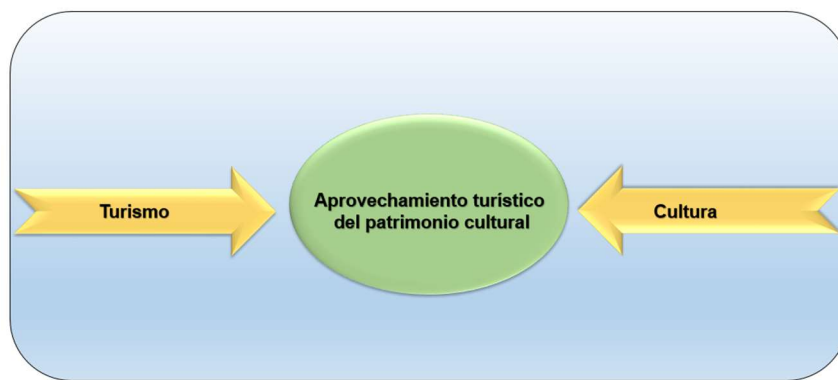 Turismo
Aprovechamiento turístico
del patrimonio cultural
Cultura